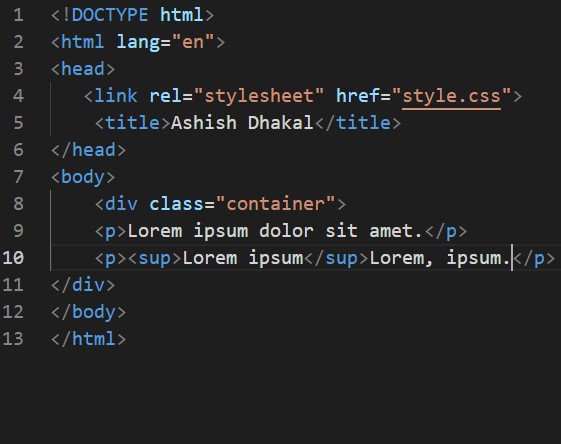 1 <!DOCTYPE html>
2 <html lang="en">
3 <head>
4 <link rel="stylesheet" href="style.css">
5 <title>Ashish Dhakal</title>
6 </head>
7 <body>
8 <div class="container">
9 <p>Lorem ipsum dolor sit amet.</p>
10 <p><sup>Lorem ipsum</sup>Lorem, ipsum.</p>
11 </div>
12 </body>
13 </html>